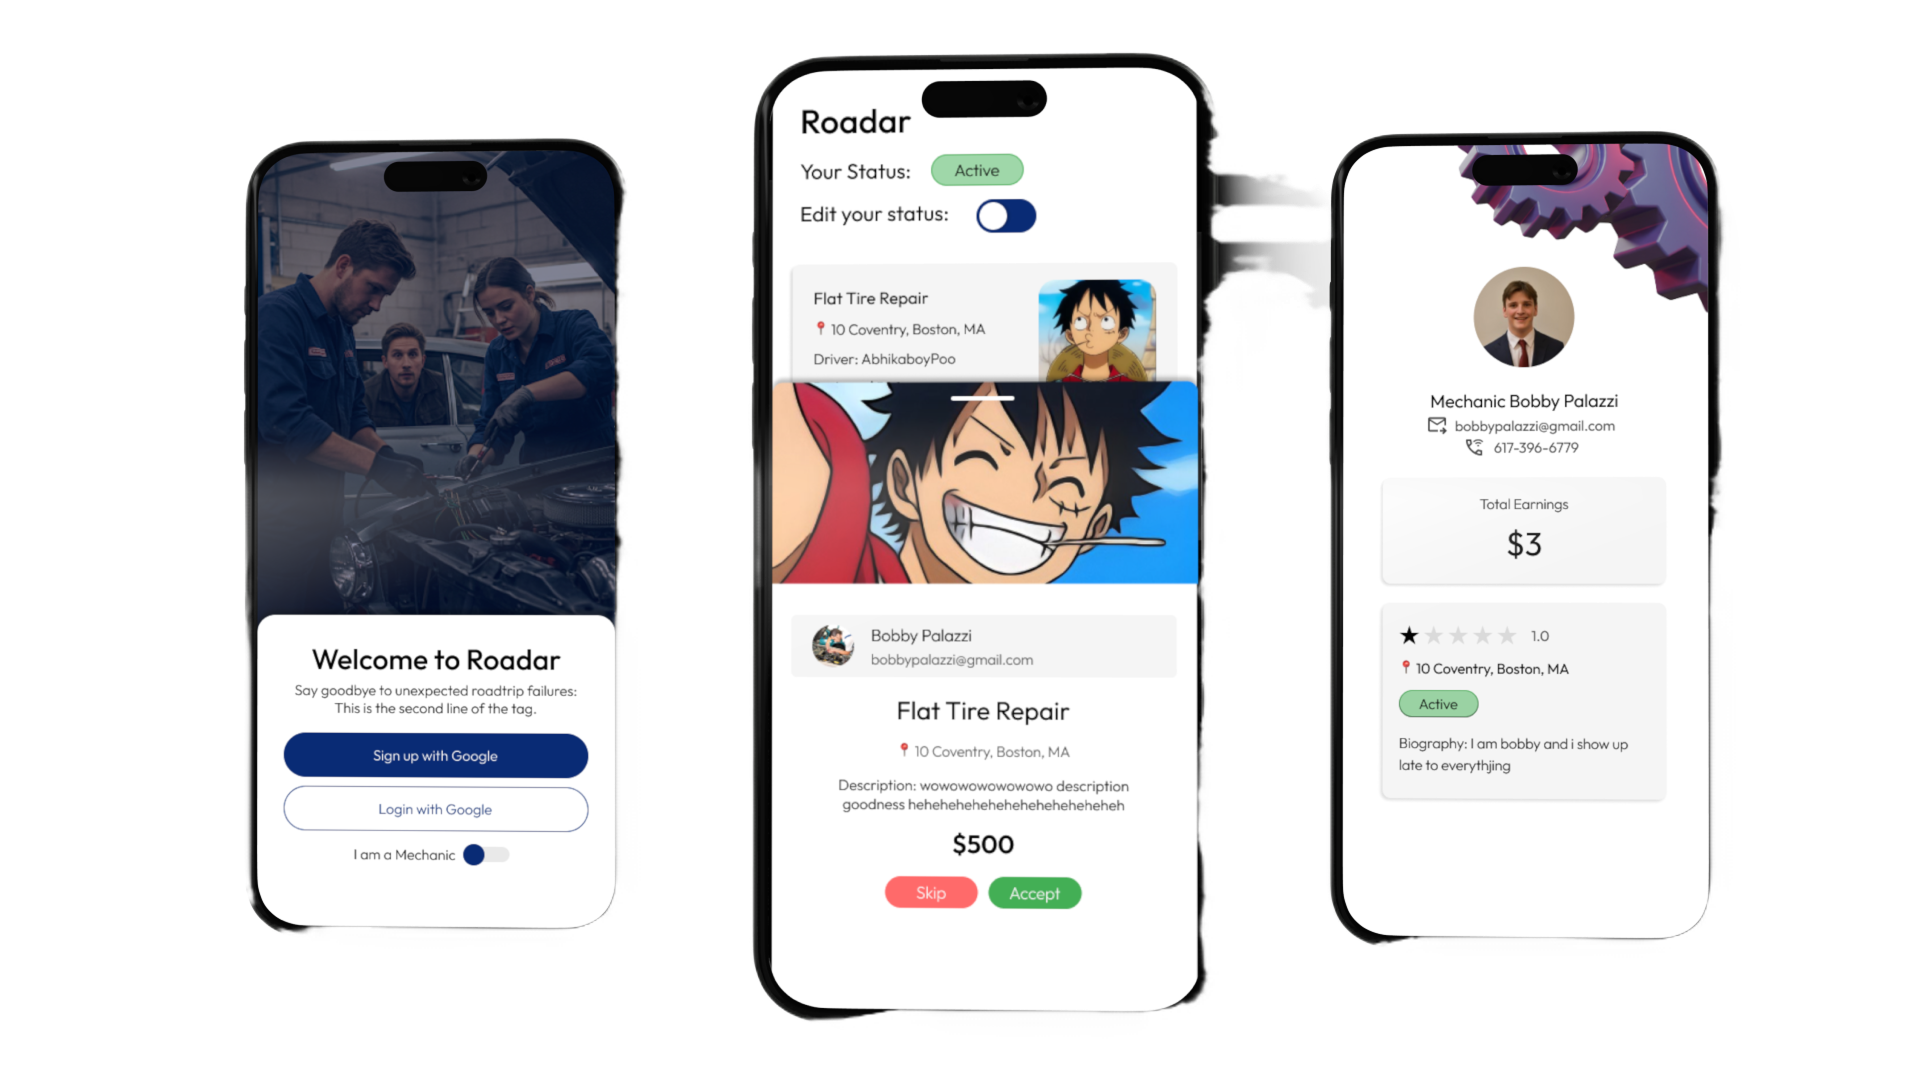 Welcome to Roadar
Say goodbye to unexpected roadtrip failures:
This is the second line of the tag.
Sign up with Google
Login with Google
I am a Mechanic
Roadar
Your Status: Active
Edit your status:
Flat Tire Repair
10 Coventry, Boston, MA
Driver: AbhikaboyPoo
Bobby Palazzi
bobbypalazzi@gmail.com
Flat Tire Repair
10 Coventry, Boston, MA
Description: wowowowowowowo description
goodness heheheheheheheheheheheheh
$500
Skip
Accept
Mechanic Bobby Palazzi
bobbypalazzi@gmail.com
617-396-6779
Total Earnings
$3
1.0
10 Coventry, Boston, MA
Active
Biography: I am bobby and i show up
late to everythjing